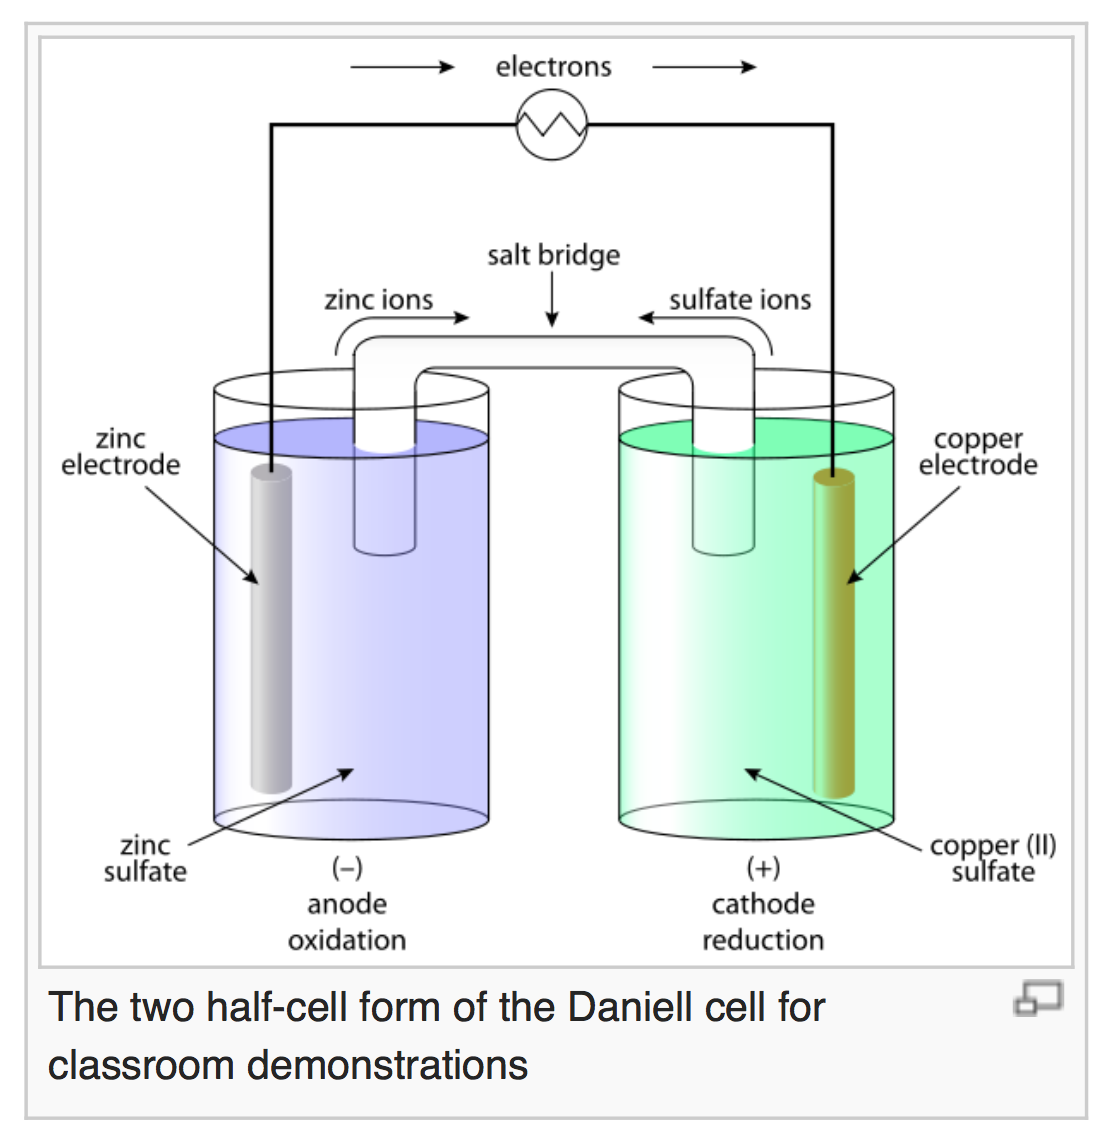 electrons
salt bridge
zinc ions
sulfate ions
zinc
electrode
copper
electrode
zinc
sulfate
copper (II)
sulfate
(–)
anode
oxidation
(+)
cathode
reduction
The two half-cell form of the Daniell cell for
classroom demonstrations